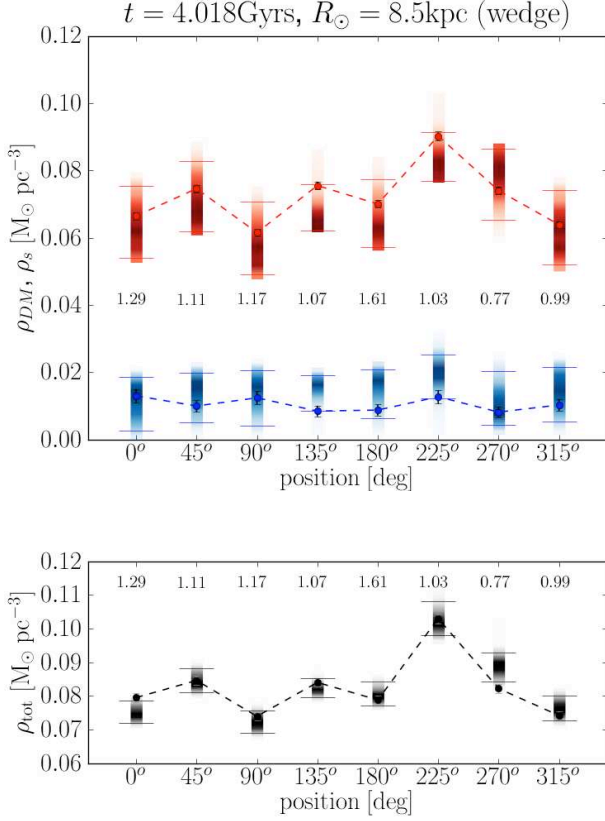 t = 4.018Gyrs, R⊙ = 8.5kpc (wedge)
0.12
0.10
0.08
0.06
0.04
0.02
0.00
ρDM, ρs [M⊙ pc−3]
1.29 1.11 1.17 1.07 1.61 1.03 0.77 0.99
0º 45º 90º 135º 180º 225º 270º 315º
position [deg]
0.12
0.11
0.10
0.09
0.08
0.07
0.06
ρtot [M⊙ pc−3]
1.29 1.11 1.17 1.07 1.61 1.03 0.77 0.99
0º 45º 90º 135º 180º 225º 270º 315º
position [deg]